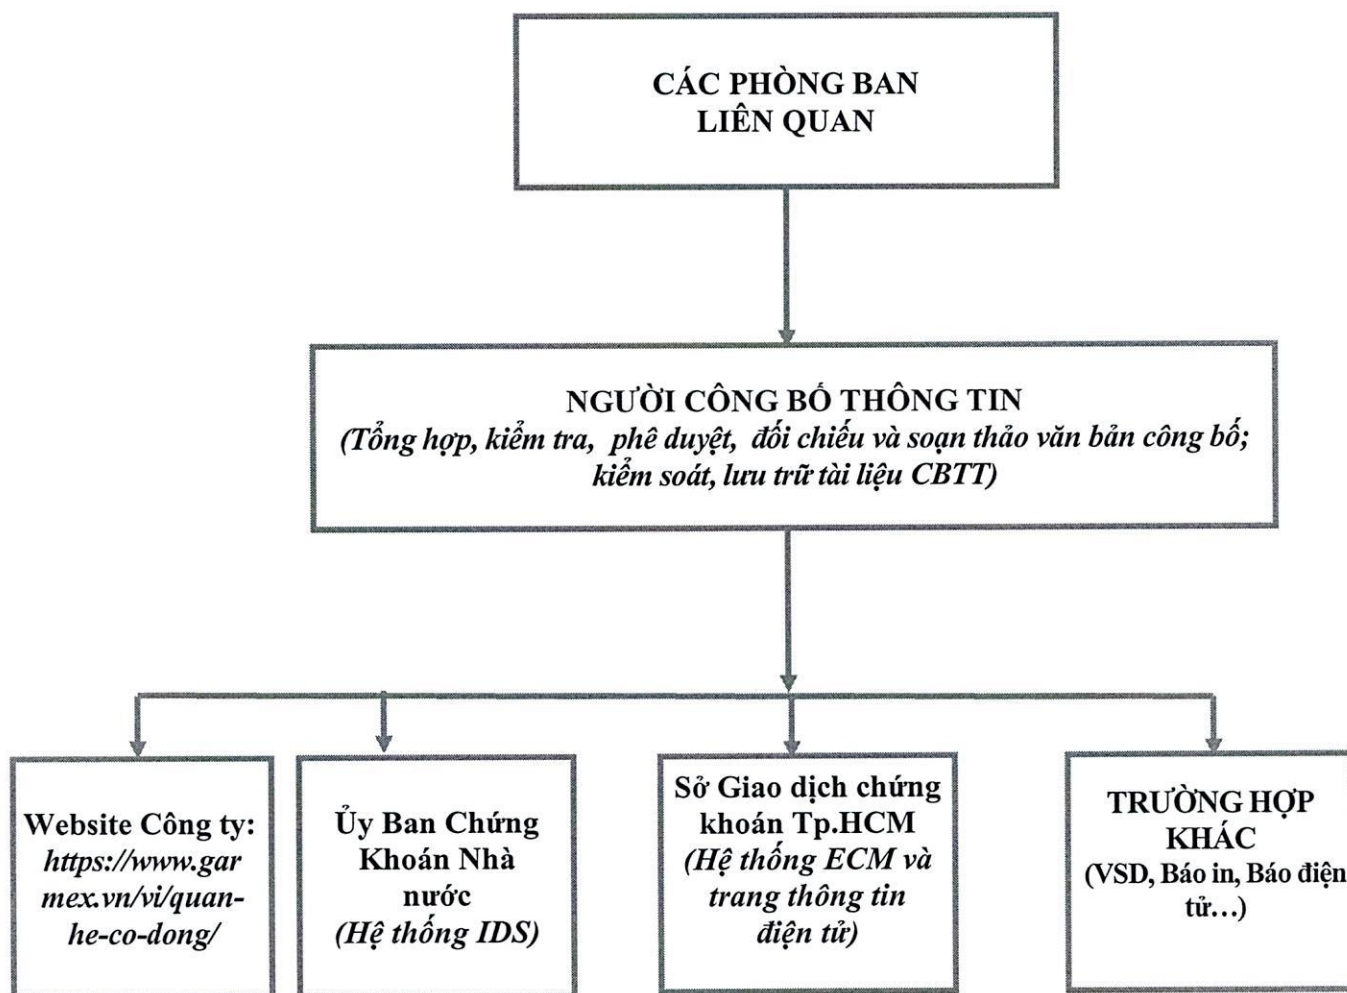 CÁC PHÒNG BAN
LIÊN QUAN
NGƯỜI CÔNG BỐ THÔNG TIN
(Tổng hợp, kiểm tra, phê duyệt, đối chiếu và soạn thảo văn bản công bố;
kiểm soát, lưu trữ tài liệu CBTT)
Website Công ty:
https://www.gar
mex.vn/vi/quan-
he-co-dong/
Ủy Ban Chứng
Khoán Nhà
nước
(Hệ thống IDS)
Sở Giao dịch chứng
khoán Tp.HCM
(Hệ thống ECM và
trang thông tin
điện tử)
TRƯỜNG HỢP
KHÁC
(VSD, Báo in, Báo điện
tử...)